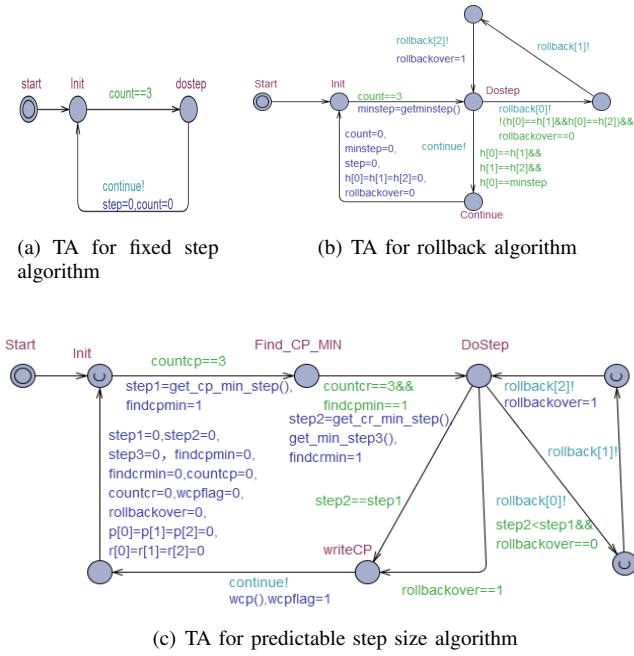 start
Init
dostep
count==3
continue!
step=0,count=0
(a) TA for fixed step
algorithm
rollback[2]!
rollbackover=1
rollback[1]!
Start
Init
Dostep
count==3
minstep=getminstep()
rollback[0]!
!(h[0]==h[1]&&h[0]==h[2])&&
rollbackover==0
count=0,
minstep=0,
step=0,
h[0]=h[1]=h[2]=0,
rollbackover=0
continue!
h[0]==h[1]&&
h[1]==h[2]&&
h[0]==minstep
Continue
(b) TA for rollback algorithm
Start
Init
Find_CP_MIN
DoStep
countcp==3
step1=get_cp_min_step(),
findcpmin=1
countcr==3&&
findcpmin==1
step2=get_cr_min_step()
get_min_step3(),
findcrmin=1
rollback[2]!
rollbackover=1
rollback[1]!
step1=0,step2=0,
step3=0, findcpmin=0,
findcrmin=0,countcp=0,
countcr=0,wcpflag=0,
rollbackover=0,
p[0]=p[1]=p[2]=0,
r[0]=r[1]=r[2]=0
step2==step1
rollback[0]!
step2<step1&&
rollbackover==0
writeCP
continue!
wcp(),wcpflag=1
rollbackover==1
(c) TA for predictable step size algorithm